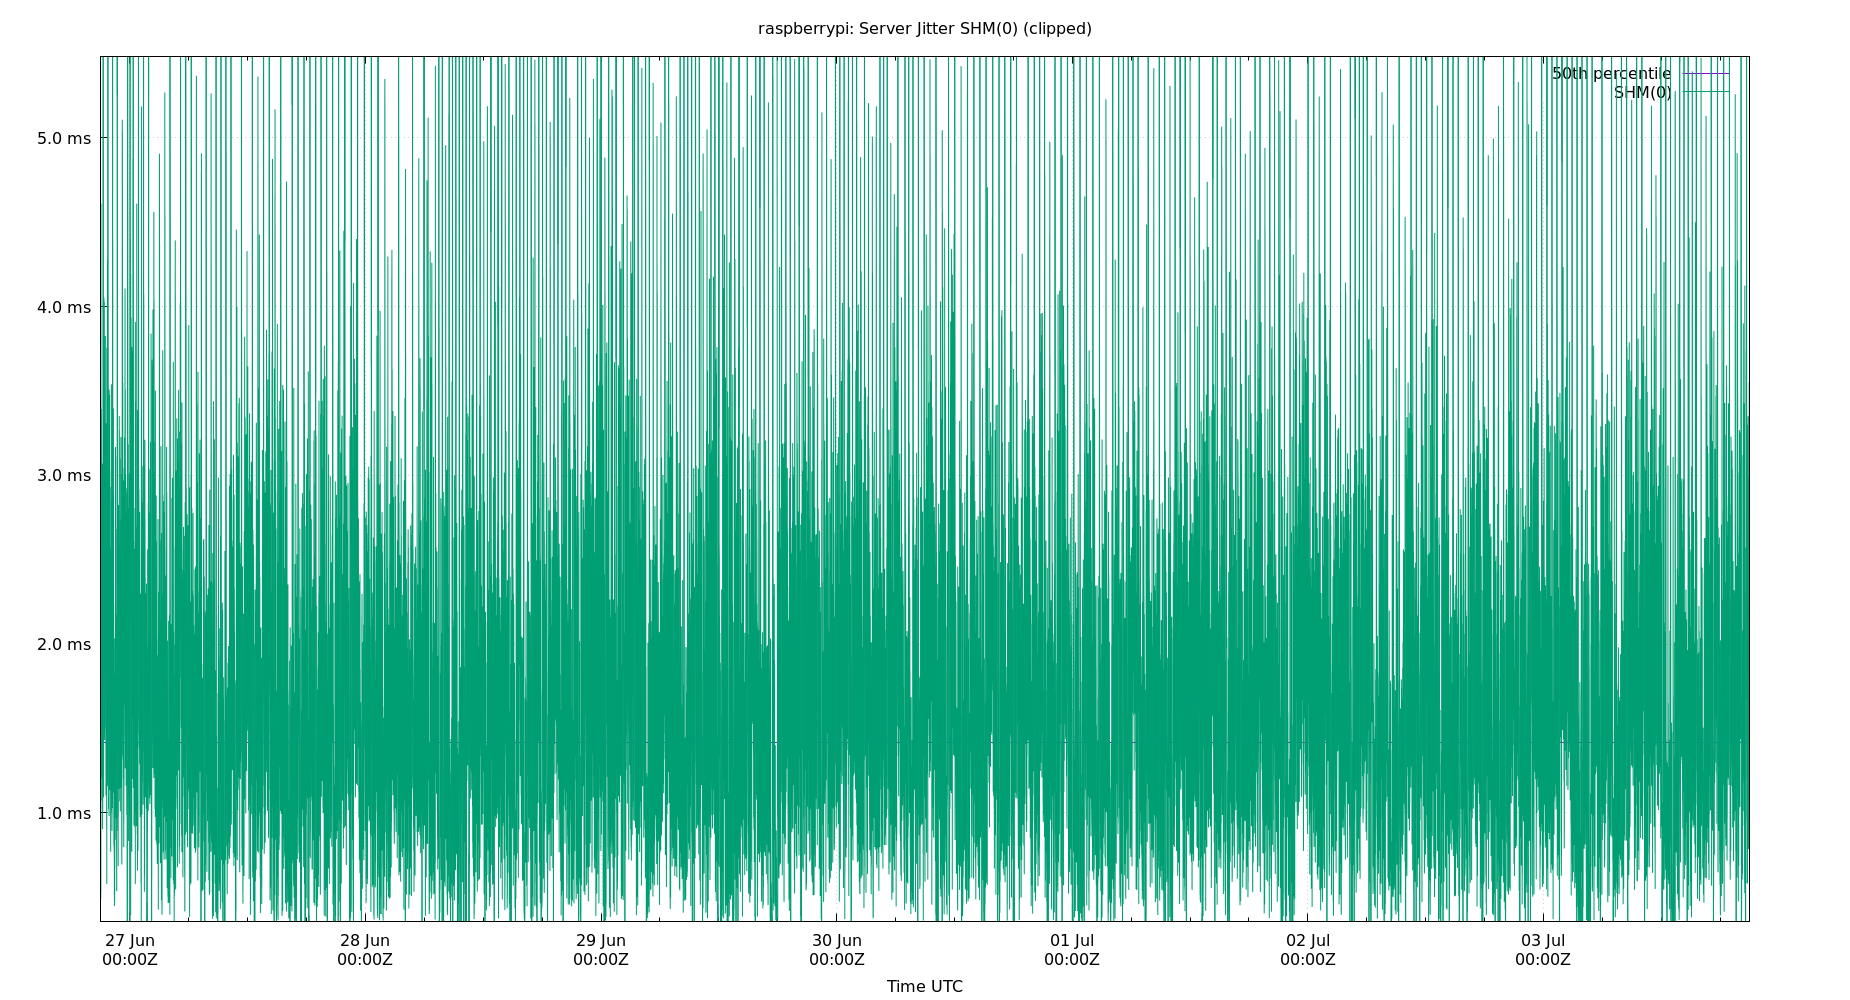 raspberrypi: Server Jitter SHM(0) (clipped)
50th percentile
SHM(0)
5.0 ms
4.0 ms
3.0 ms
2.0 ms
1.0 ms
27 Jun 28 Jun 29 Jun 30 Jun 01 Jul 02 Jul 03 Jul
00:00Z 00:00Z 00:00Z 00:00Z 00:00Z 00:00Z 00:00Z
Time UTC